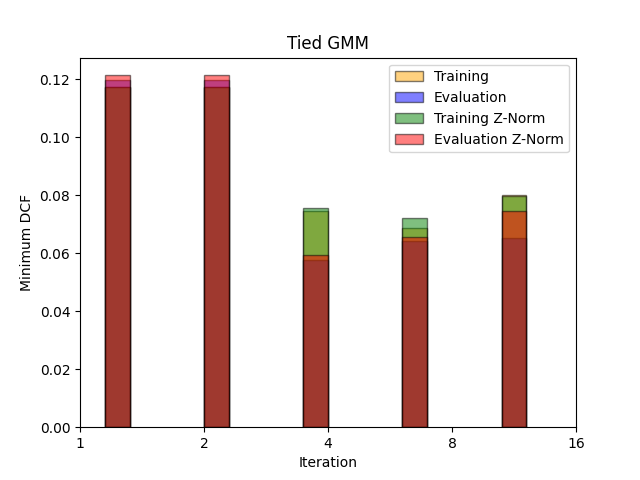 Tied GMM
Training
Evaluation
Training Z-Norm
Evaluation Z-Norm
Minimum DCF
0.12
0.10
0.08
0.06
0.04
0.02
0.00
1
2
4
8
16
Iteration